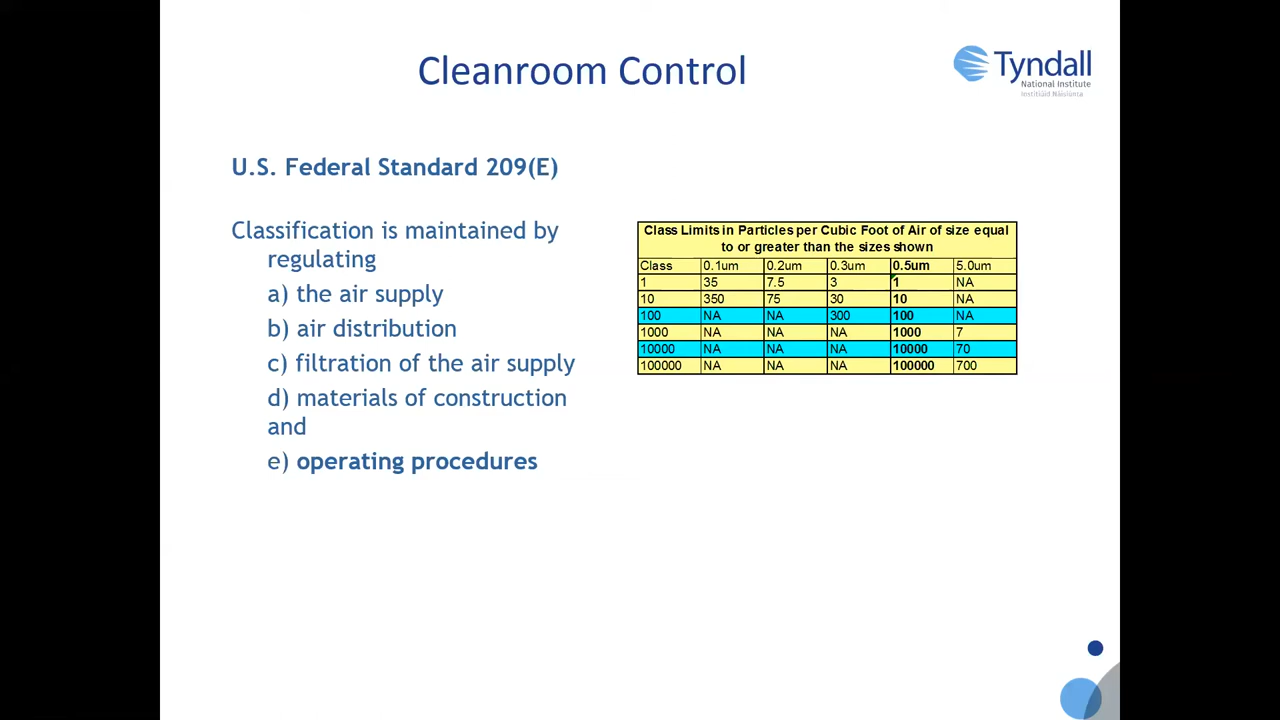 Cleanroom Control
Tyndall
National Institute
Institiúid Náisiúnta
U.S. Federal Standard 209(E)
Classification is maintained by
regulating
a) the air supply
b) air distribution
c) filtration of the air supply
d) materials of construction
and
e) operating procedures
Class Limits in Particles per Cubic Foot of Air of size equal
to or greater than the sizes shown
Class 0.1um 0.2um 0.3um 0.5um 5.0um
1 35 7.5 3 1 NA
10 350 75 30 10 NA
100 NA NA 300 100 NA
1000 NA NA NA 1000 7
10000 NA NA NA 10000 70
100000 NA NA NA 100000 700